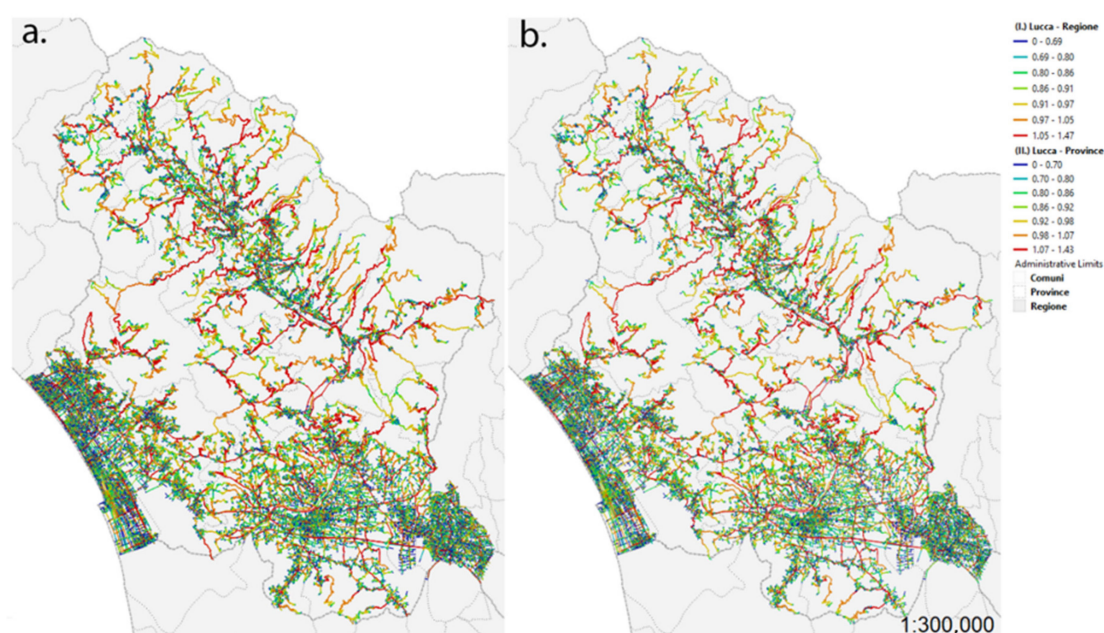 a.
b.
(I.) Lucca - Regione
0 - 0.69
0.69 - 0.80
0.80 - 0.86
0.86 - 0.91
0.91 - 0.97
0.97 - 1.05
1.05 - 1.47
(II.) Lucca - Province
0 - 0.70
0.70 - 0.80
0.80 - 0.86
0.86 - 0.92
0.92 - 0.98
0.98 - 1.07
1.07 - 1.43
Administrative Limits
Comuni
Province
Regione
1:300,000